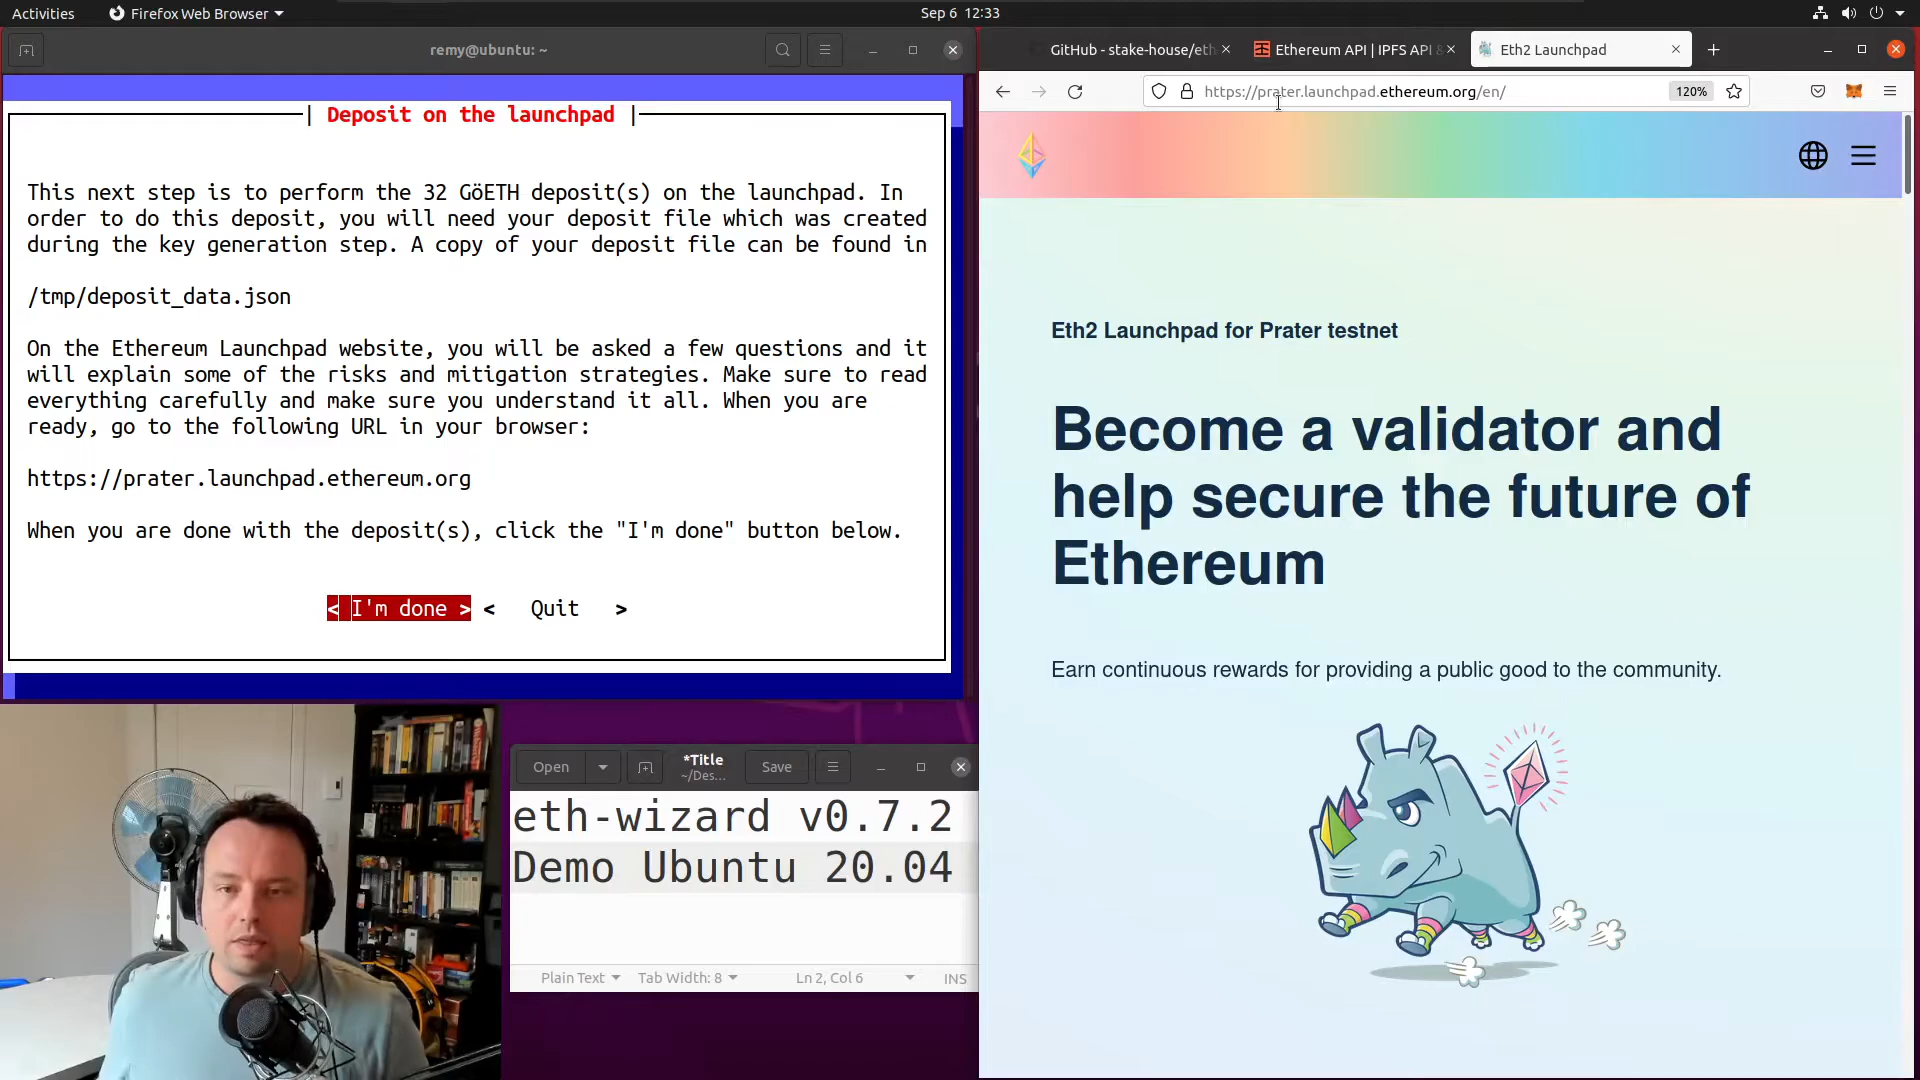 Activities
Firefox Web Browser
Sep 6 12:33
remy@ubuntu: ~
Deposit on the launchpad
This next step is to perform the 32 GöETH deposit(s) on the launchpad. In
order to do this deposit, you will need your deposit file which was created
during the key generation step. A copy of your deposit file can be found in
/tmp/deposit_data.json
On the Ethereum Launchpad website, you will be asked a few questions and it
will explain some of the risks and mitigation strategies. Make sure to read
everything carefully and make sure you understand it all. When you are
ready, go to the following URL in your browser:
https://prater.launchpad.ethereum.org
When you are done with the deposit(s), click the "I'm done" button below.
< I'm done > < Quit >
Open
*Title
~/Des...
Save
eth-wizard v0.7.2
Demo Ubuntu 20.04
Plain Text
Tab Width: 8
Ln 2, Col 6
INS
GitHub - stake-house/eth
Ethereum API | IPFS API &
Eth2 Launchpad
https://prater.launchpad.ethereum.org/en/
120%
Eth2 Launchpad for Prater testnet
Become a validator and
help secure the future of
Ethereum
Earn continuous rewards for providing a public good to the community.